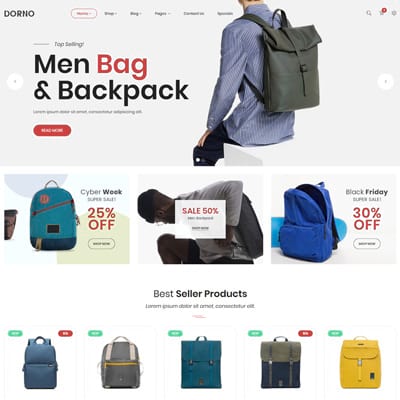 DORNO
Home Shop Blog Pages Contact Us Specials
Top Selling!
Men Bag
& Backpack
Lorem ipsum dolor sit amet, consectetur adipiscing elit.
READ MORE
Cyber Week
SUPER SALE!
25%
OFF
SHOP NOW
SALE 50%
Men Backpack
SHOP NOW
Black Friday
SUPER SALE!
30%
OFF
SHOP NOW
Best Seller Products
Lorem ipsum dolor sit amet, consectetur elit.
NEW NEW NEW NEW